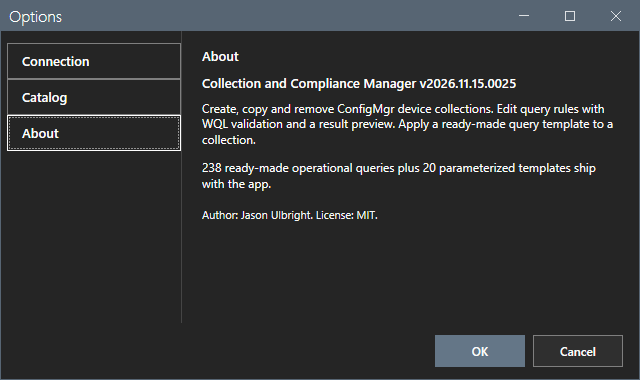 Options
Connection
Catalog
About
About
Collection and Compliance Manager v2026.11.15.0025
Create, copy and remove ConfigMgr device collections. Edit query rules with
WQL validation and a result preview. Apply a ready-made query template to a
collection.
238 ready-made operational queries plus 20 parameterized templates ship
with the app.
Author: Jason Ulbright. License: MIT.
OK
Cancel